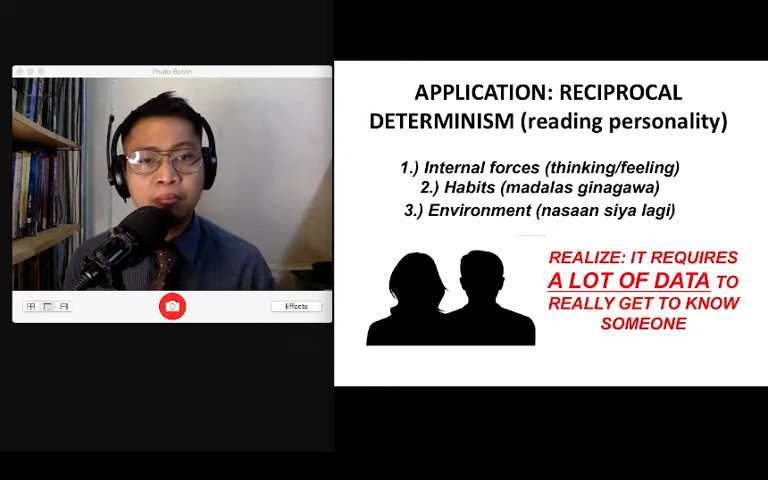 Photo Booth
Effects
APPLICATION: RECIPROCAL
DETERMINISM (reading personality)
1.) Internal forces (thinking/feeling)
2.) Habits (madalas ginagawa)
3.) Environment (nasaan siya lagi)
REALIZE: IT REQUIRES
A LOT OF DATA TO
REALLY GET TO KNOW
SOMEONE